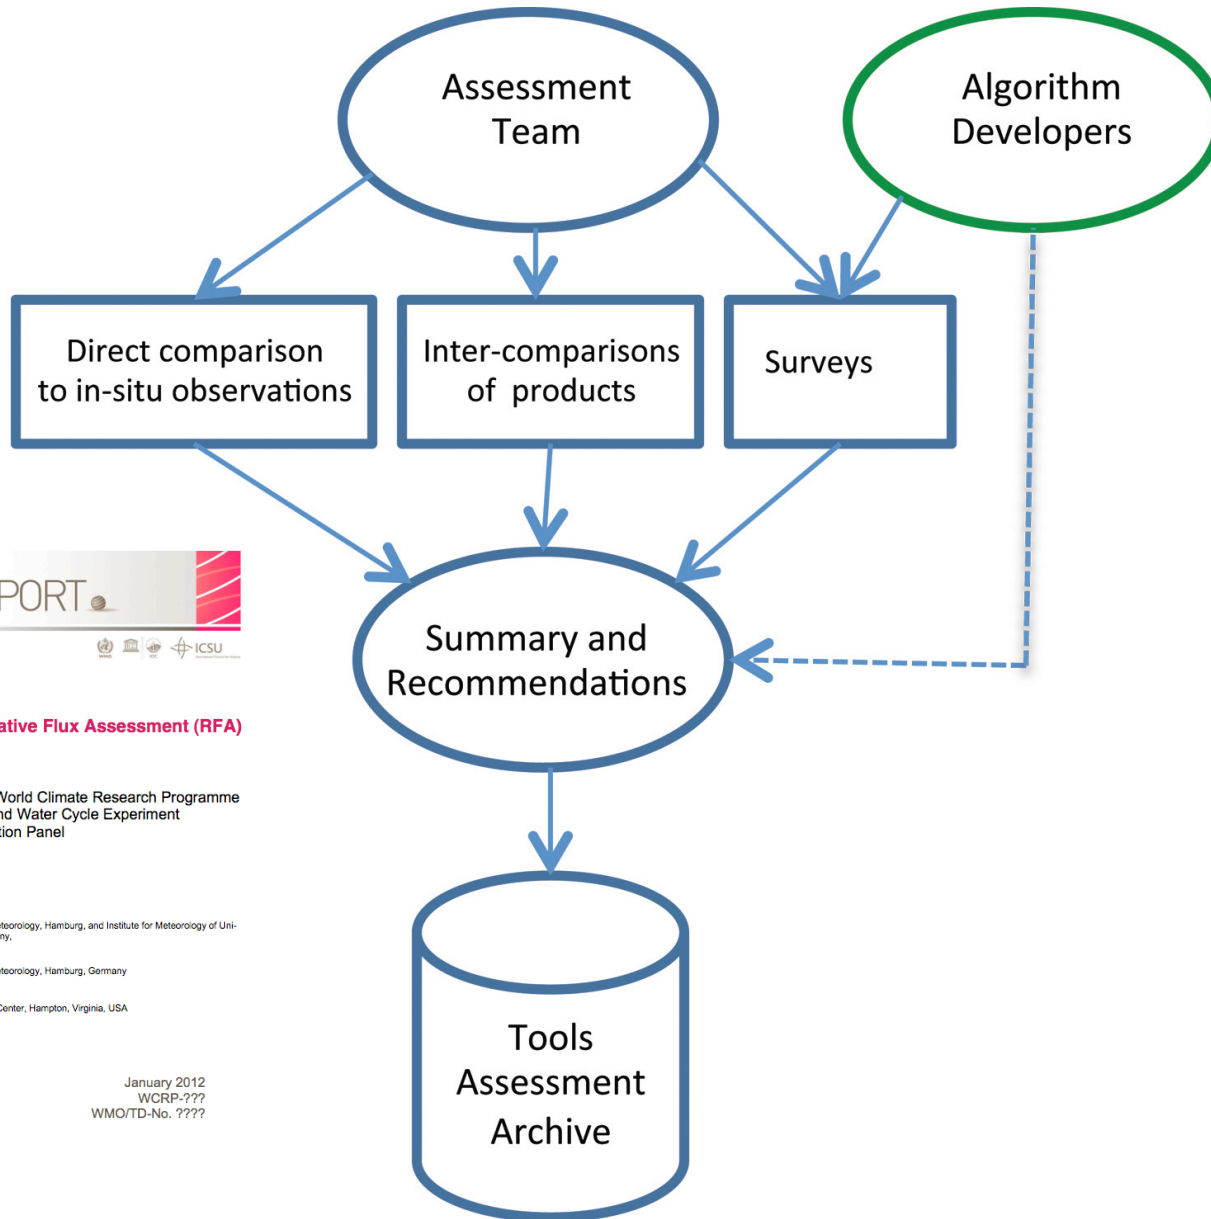 Assessment
Team
Algorithm
Developers
Direct comparison
to in-situ observations
Inter-comparisons
of products
Surveys
Summary and
Recommendations
Tools
Assessment
Archive
PORT
WMO
ICSU
ative Flux Assessment (RFA)
World Climate Research Programme
nd Water Cycle Experiment
tion Panel
eteorology, Hamburg, and Institute for Meteorology of Uni-
ny,
eteorology, Hamburg, Germany
Center, Hampton, Virginia, USA
January 2012
WCRP-???
WMO/TD-No. ????